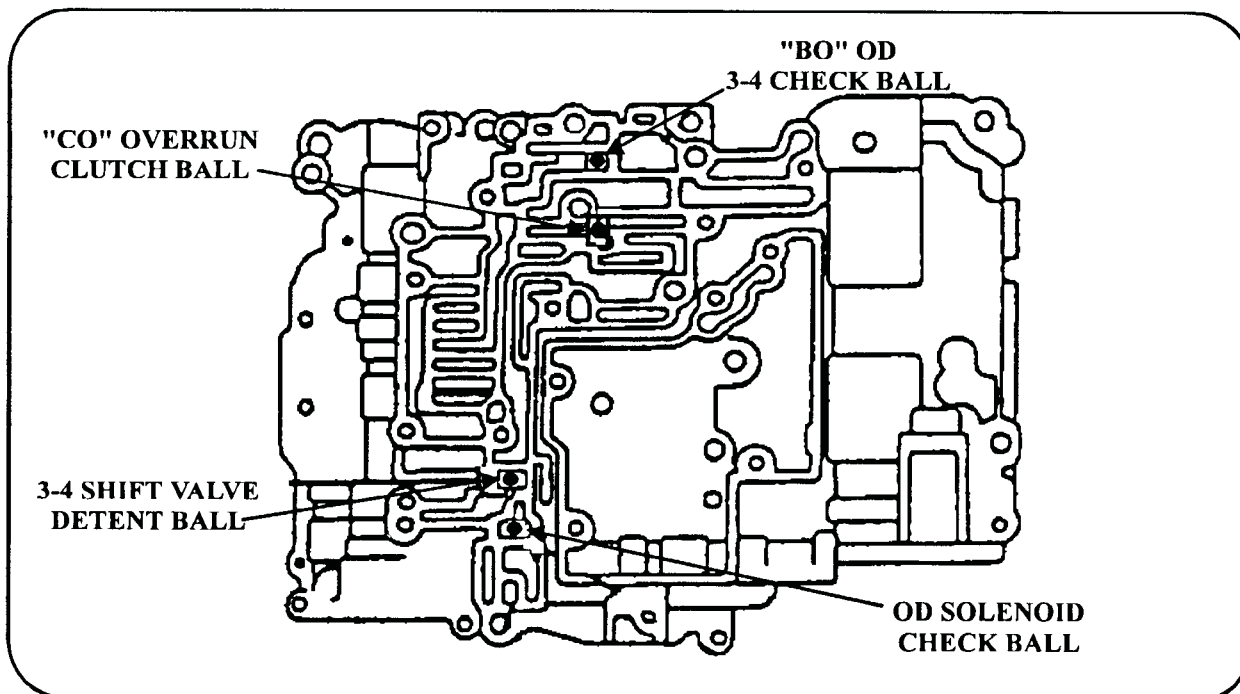 "BO" OD
3-4 CHECK BALL
"CO" OVERRUN
CLUTCH BALL
3-4 SHIFT VALVE
DETENT BALL
OD SOLENOID
CHECK BALL